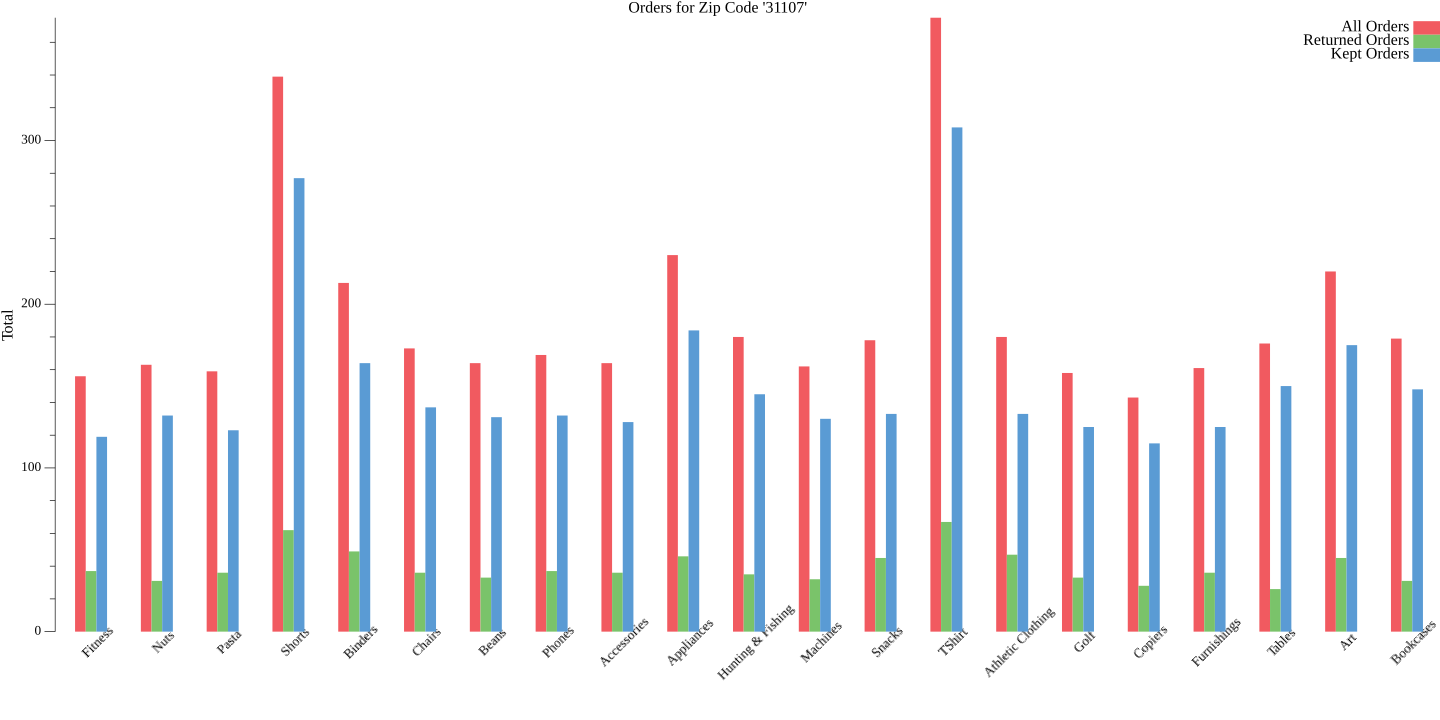 Orders for Zip Code '31107'
All Orders
Returned Orders
Kept Orders
Total
300
200
100
0
Fitness
Nuts
Pasta
Shorts
Binders
Chairs
Beans
Phones
Accessories
Appliances
Hunting & Fishing
Machines
Snacks
TShirt
Athletic Clothing
Golf
Copiers
Furnishings
Tables
Art
Bookcases